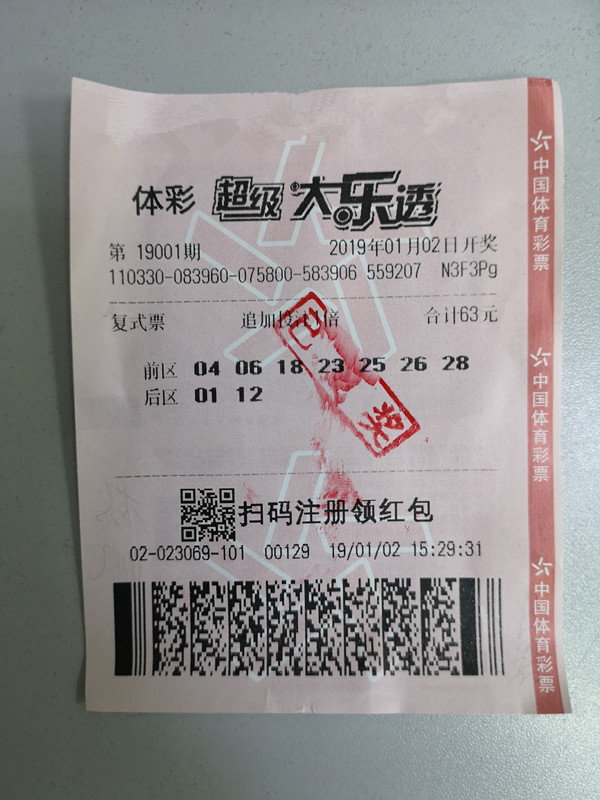 体彩 超级大乐透
第 19001期 2019年01月02日开奖
110330-083960-075800-583906 559207 N3F3Pg
复式票 追加投注1倍 合计63元
前区 04 06 18 23 25 26 28
后区 01 12
已 奖
扫码注册领红包
02-023069-101 00129 19/01/02 15:29:31
中国体育彩票
中国体育彩票
中国体育彩票